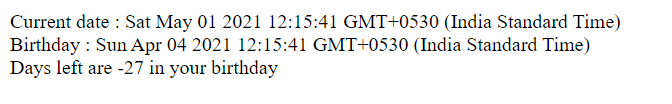 Current date : Sat May 01 2021 12:15:41 GMT+0530 (India Standard Time)
Birthday : Sun Apr 04 2021 12:15:41 GMT+0530 (India Standard Time)
Days left are -27 in your birthday